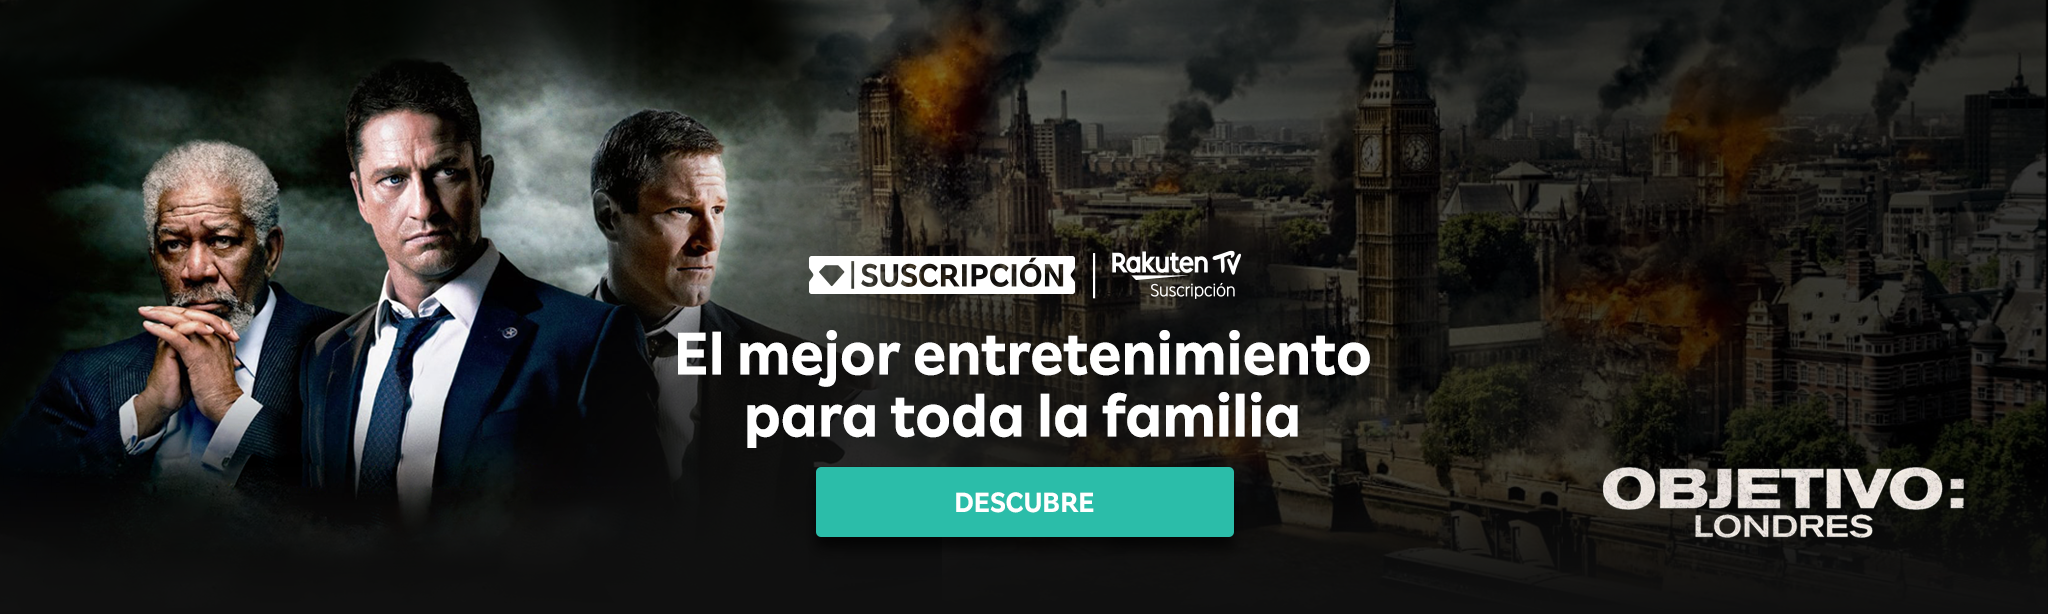 SUSCRIPCIÓN
Rakuten TV
Suscripción
El mejor entretenimiento
para toda la familia
DESCUBRE
OBJETIVO:
LONDRES